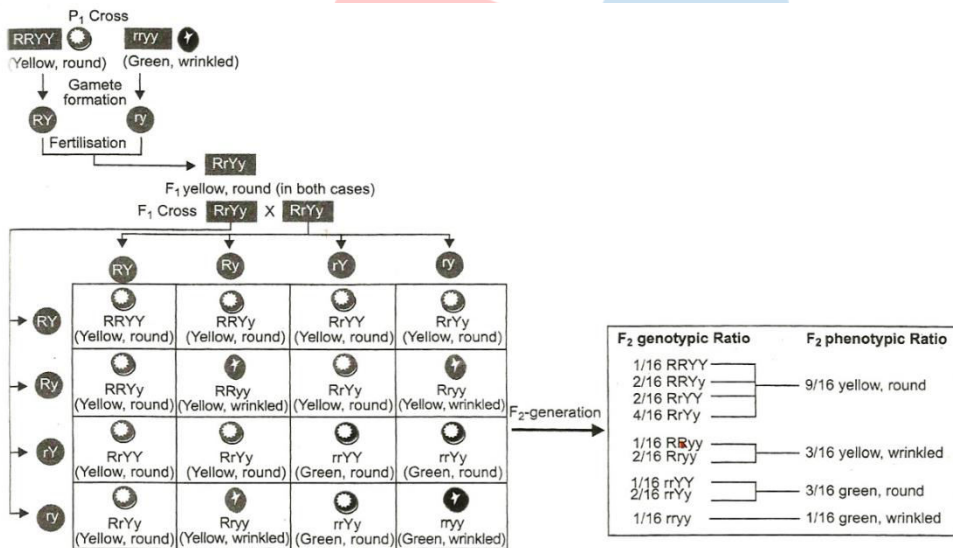 P1 Cross
RRYY rryy
(Yellow, round) (Green, wrinkled)
Gamete
formation
RY ry
Fertilisation
RrYy
F1 yellow, round (in both cases)
F1 Cross RrYy X RrYy
RY Ry rY ry
RY RRYY RRYy RrYY RrYy
(Yellow, round) (Yellow, round) (Yellow, round) (Yellow, round)
Ry RRYy RRyy RrYy Rryy
(Yellow, round) (Yellow, wrinkled) (Yellow, round) (Yellow, wrinkled)
rY RrYY RrYy rrYY rrYy
(Yellow, round) (Yellow, round) (Green, round) (Green, round)
ry RrYy Rryy rrYy rryy
(Yellow, round) (Yellow, wrinkled) (Green, round) (Green, wrinkled)
F2-generation
F2 genotypic Ratio F2 phenotypic Ratio
1/16 RRYY
2/16 RRYy
2/16 RrYY
4/16 RrYy
9/16 yellow, round
1/16 RRyy
2/16 Rryy
3/16 yellow, wrinkled
1/16 rrYY
2/16 rrYy
3/16 green, round
1/16 rryy 1/16 green, wrinkled